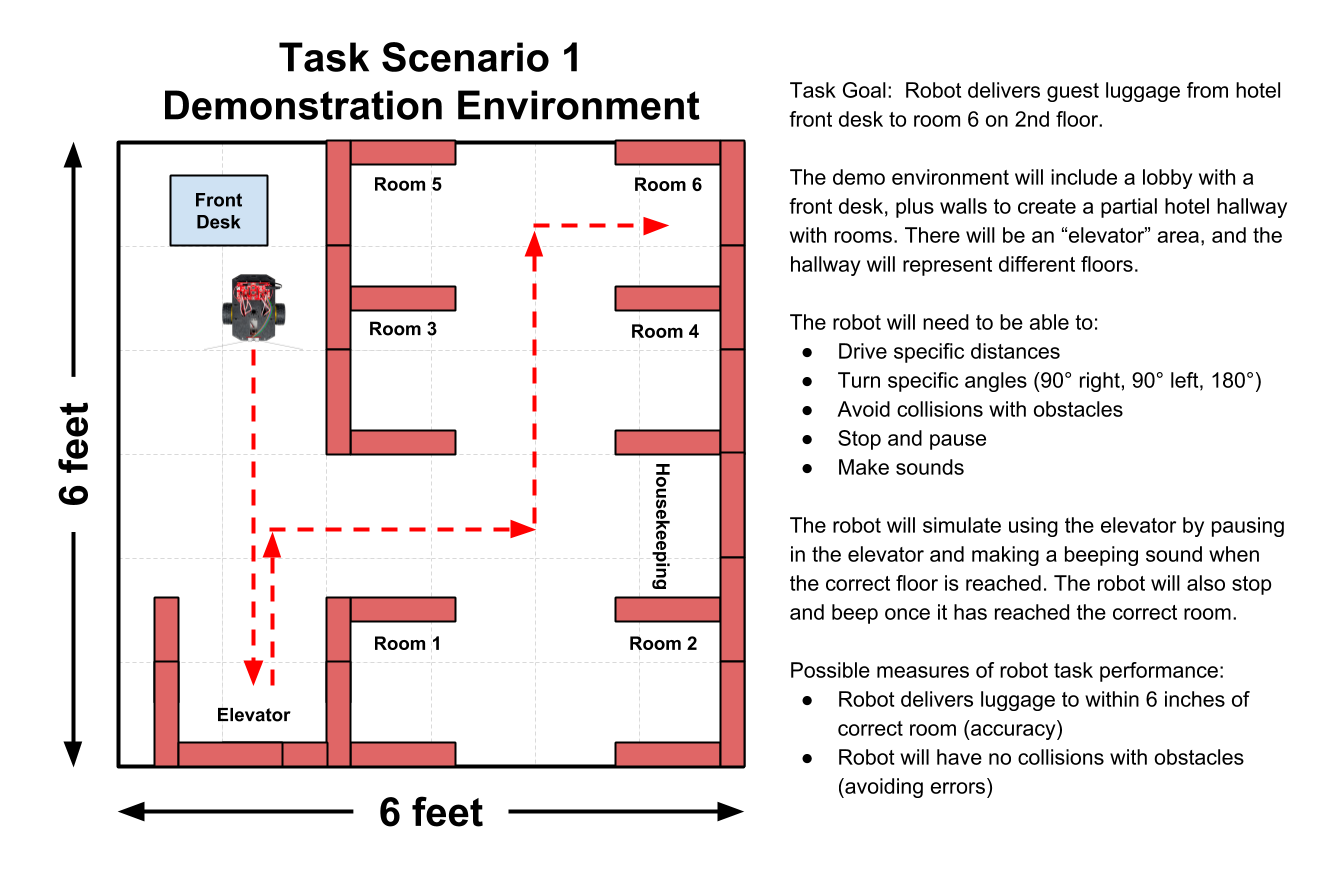 Task Scenario 1
Demonstration Environment
Front
Desk
Room 5
Room 6
Room 3
Room 4
Housekeeping
Room 1
Room 2
Elevator
6 feet
6 feet
Task Goal:  Robot delivers guest luggage from hotel
front desk to room 6 on 2nd floor.
The demo environment will include a lobby with a
front desk, plus walls to create a partial hotel hallway
with rooms. There will be an “elevator” area, and the
hallway will represent different floors.
The robot will need to be able to:
● Drive specific distances
● Turn specific angles (90° right, 90° left, 180°)
● Avoid collisions with obstacles
● Stop and pause
● Make sounds
The robot will simulate using the elevator by pausing
in the elevator and making a beeping sound when
the correct floor is reached. The robot will also stop
and beep once it has reached the correct room.
Possible measures of robot task performance:
● Robot delivers luggage to within 6 inches of
correct room (accuracy)
● Robot will have no collisions with obstacles
(avoiding errors)